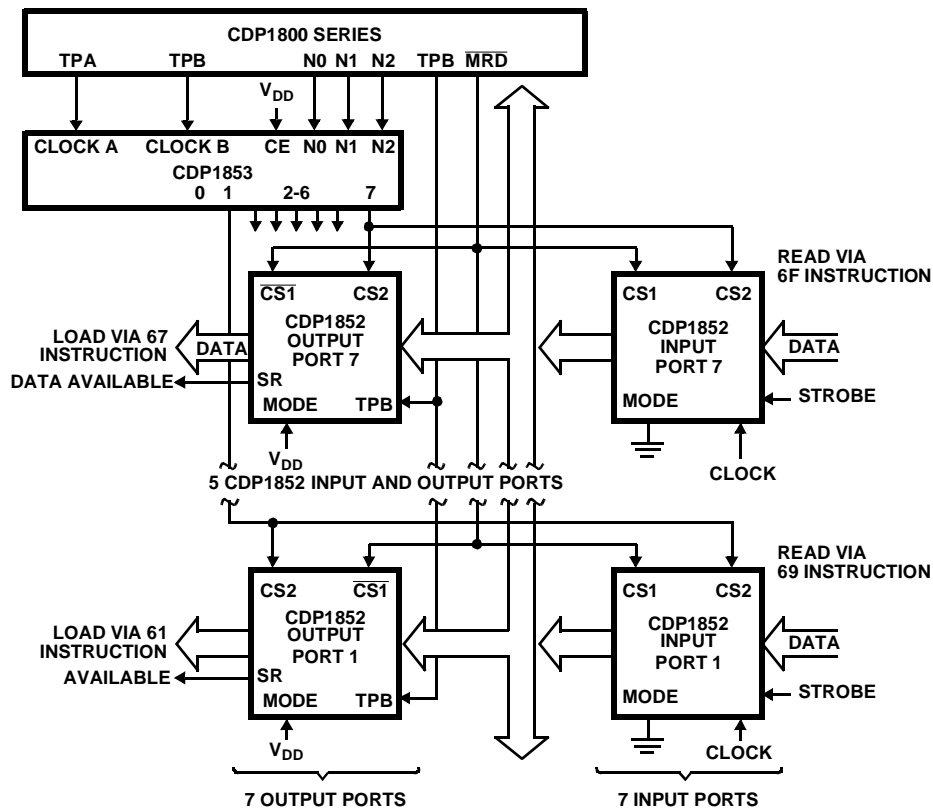 CDP1800 SERIES
TPA TPB N0 N1 N2 TPB MRD
VDD
CLOCK A CLOCK B CE N0 N1 N2
CDP1853
0 1 2-6 7
CS1 CS2
CDP1852
OUTPUT
PORT 7
LOAD VIA 67
INSTRUCTION
DATA
DATA AVAILABLE
SR
MODE TPB
VDD
READ VIA
6F INSTRUCTION
CS1 CS2
CDP1852
INPUT
PORT 7
DATA
MODE
STROBE
CLOCK
5 CDP1852 INPUT AND OUTPUT PORTS
CS2 CS1
CDP1852
OUTPUT
PORT 1
LOAD VIA 61
INSTRUCTION
AVAILABLE
SR
MODE TPB
VDD
READ VIA
69 INSTRUCTION
CS1 CS2
CDP1852
INPUT
PORT 1
DATA
MODE
STROBE
CLOCK
7 OUTPUT PORTS
7 INPUT PORTS